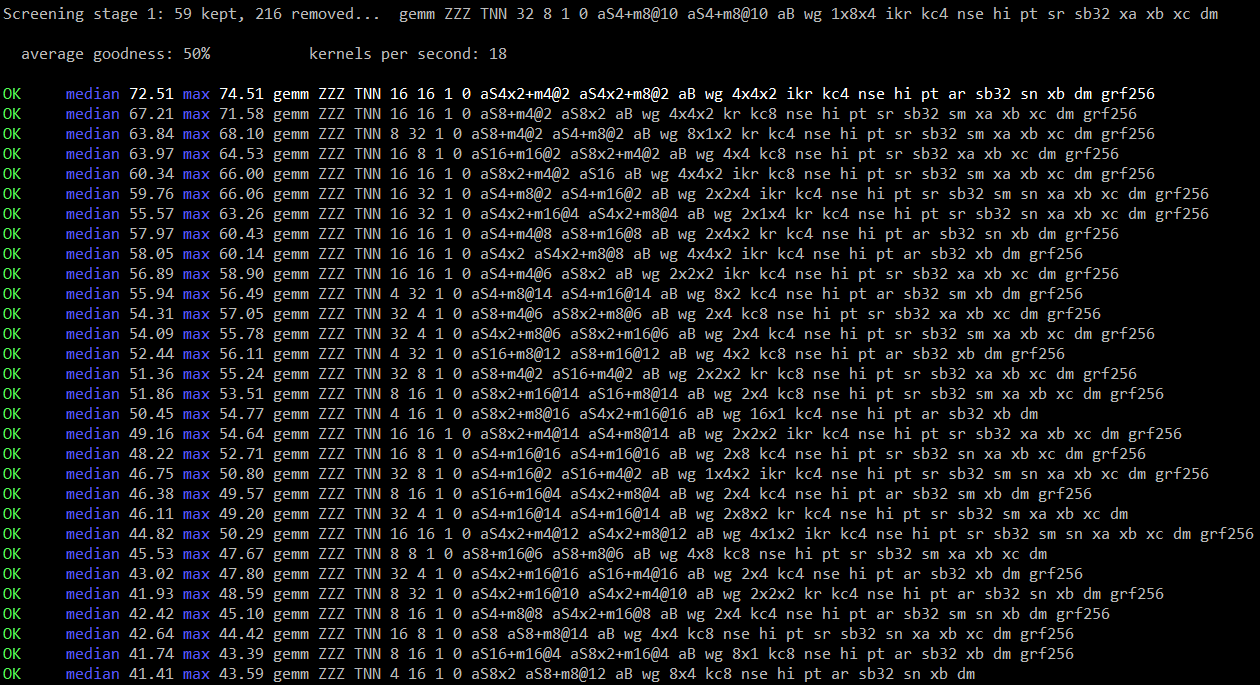 Screening stage 1: 59 kept, 216 removed... gemm ZZZ TNN 32 8 1 0 aS4+m8@10 aS4+m8@10 aB wg 1x8x4 ikr kc4 nse hi pt sr sb32 xa xb xc dm
average goodness: 50% kernels per second: 18
OK median 72.51 max 74.51 gemm ZZZ TNN 16 16 1 0 aS4x2+m4@2 aS4x2+m8@2 aB wg 4x4x2 ikr kc4 nse hi pt ar sb32 sn xb dm grf256
OK median 67.21 max 71.58 gemm ZZZ TNN 16 16 1 0 aS8+m4@2 aS8x2 aB wg 4x4x2 kr kc8 nse hi pt sr sb32 sm xa xb xc dm grf256
OK median 63.84 max 68.10 gemm ZZZ TNN 8 32 1 0 aS8+m4@2 aS4+m8@2 aB wg 8x1x2 kr kc4 nse hi pt sr sb32 sm xa xb xc dm grf256
OK median 63.97 max 64.53 gemm ZZZ TNN 16 8 1 0 aS16+m16@2 aS8x2+m4@2 aB wg 4x4 kc8 nse hi pt sr sb32 xa xb xc dm grf256
OK median 60.34 max 66.00 gemm ZZZ TNN 16 16 1 0 aS8x2+m4@2 aS16 aB wg 4x4x2 ikr kc8 nse hi pt sr sb32 sm xa xb xc dm grf256
OK median 59.76 max 66.06 gemm ZZZ TNN 16 32 1 0 aS4+m8@2 aS4+m16@2 aB wg 2x2x4 ikr kc4 nse hi pt sr sb32 sm sn xa xb xc dm grf256
OK median 55.57 max 63.26 gemm ZZZ TNN 16 32 1 0 aS4x2+m16@4 aS4x2+m8@4 aB wg 2x1x4 kr kc4 nse hi pt sr sb32 sm sn xa xb xc dm grf256
OK median 57.97 max 60.43 gemm ZZZ TNN 16 16 1 0 aS4+m4@8 aS8+m16@8 aB wg 2x4x2 kr kc4 nse hi pt ar sb32 sn xb dm grf256
OK median 58.05 max 60.14 gemm ZZZ TNN 16 16 1 0 aS4x2 aS4x2+m8@8 aB wg 4x4x2 ikr kc4 nse hi pt ar sb32 xb dm grf256
OK median 56.89 max 58.90 gemm ZZZ TNN 16 16 1 0 aS4+m4@6 aS8x2 aB wg 2x2x2 ikr kc4 nse hi pt sr sb32 xa xb xc dm grf256
OK median 55.94 max 56.49 gemm ZZZ TNN 4 32 1 0 aS4+m8@14 aS4+m16@14 aB wg 8x2 kc4 nse hi pt ar sb32 sm xb dm grf256
OK median 54.31 max 57.05 gemm ZZZ TNN 32 4 1 0 aS8+m4@6 aS8x2+m8@6 aB wg 2x4 kc8 nse hi pt sr sb32 xa xb xc dm grf256
OK median 54.09 max 55.78 gemm ZZZ TNN 32 4 1 0 aS4x2+m8@6 aS8x2+m16@6 aB wg 2x4 kc4 nse hi pt sr sb32 sm xa xb xc dm grf256
OK median 52.44 max 56.11 gemm ZZZ TNN 4 32 1 0 aS16+m8@12 aS8+m16@12 aB wg 4x2 kc8 nse hi pt ar sb32 xb dm grf256
OK median 51.36 max 55.24 gemm ZZZ TNN 32 8 1 0 aS8+m4@2 aS16+m4@2 aB wg 2x2x2 kr kc8 nse hi pt sr sb32 xa xb xc dm grf256
OK median 51.86 max 53.51 gemm ZZZ TNN 8 16 1 0 aS8x2+m16@14 aS16+m8@14 aB wg 2x4 kc8 nse hi pt sr sb32 sm xa xb xc dm grf256
OK median 50.45 max 54.77 gemm ZZZ TNN 4 16 1 0 aS8x2+m8@16 aS4x2+m16@16 aB wg 16x1 kc4 nse hi pt ar sb32 xb dm
OK median 49.16 max 54.64 gemm ZZZ TNN 16 16 1 0 aS8x2+m4@14 aS4+m8@14 aB wg 2x2x2 ikr kc4 nse hi pt sr sb32 sn xa xb xc dm grf256
OK median 48.22 max 52.71 gemm ZZZ TNN 16 8 1 0 aS4+m16@16 aS4+m16@16 aB wg 2x8 kc4 nse hi pt sr sb32 sn xa xb xc dm grf256
OK median 46.75 max 50.80 gemm ZZZ TNN 32 8 1 0 aS4+m16@2 aS16+m4@2 aB wg 1x4x2 ikr kc4 nse hi pt sr sb32 sm sn xa xb xc dm grf256
OK median 46.38 max 49.57 gemm ZZZ TNN 8 16 1 0 aS16+m16@4 aS4x2+m8@4 aB wg 2x4 kc4 nse hi pt ar sb32 sm xb dm grf256
OK median 46.11 max 49.20 gemm ZZZ TNN 32 4 1 0 aS4+m16@14 aS4+m16@14 aB wg 2x8x2 kr kc4 nse hi pt sr sb32 sm xa xb xc dm
OK median 44.82 max 50.29 gemm ZZZ TNN 16 16 1 0 aS4x2+m4@12 aS4x2+m8@12 aB wg 4x1x2 ikr kc4 nse hi pt sr sb32 sm sn xa xb xc dm grf256
OK median 45.53 max 47.67 gemm ZZZ TNN 8 8 1 0 aS8+m16@6 aS8+m8@6 aB wg 4x8 kc8 nse hi pt sr sb32 sm xa xb xc dm
OK median 43.02 max 47.80 gemm ZZZ TNN 32 4 1 0 aS4x2+m16@16 aS16+m4@16 aB wg 2x4 kc4 nse hi pt ar sb32 sn xb dm grf256
OK median 41.93 max 48.59 gemm ZZZ TNN 8 32 1 0 aS4x2+m16@10 aS4x2+m4@10 aB wg 2x2x2 kr kc4 nse hi pt sr sb32 sn xa xb xc dm grf256
OK median 42.42 max 45.10 gemm ZZZ TNN 8 16 1 0 aS4+m8@8 aS4x2+m16@8 aB wg 2x4 kc4 nse hi pt ar sb32 sm sn xb dm grf256
OK median 42.64 max 44.42 gemm ZZZ TNN 16 8 1 0 aS8 aS8+m8@14 aB wg 4x4 kc8 nse hi pt sr sb32 sn xa xb xc dm grf256
OK median 41.74 max 43.39 gemm ZZZ TNN 8 16 1 0 aS16+m16@4 aS8x2+m16@4 aB wg 8x1 kc8 nse hi pt ar sb32 xb dm grf256
OK median 41.41 max 43.59 gemm ZZZ TNN 4 16 1 0 aS8x2 aS8+m8@12 aB wg 8x4 kc8 nse hi pt ar sb32 sn xb dm